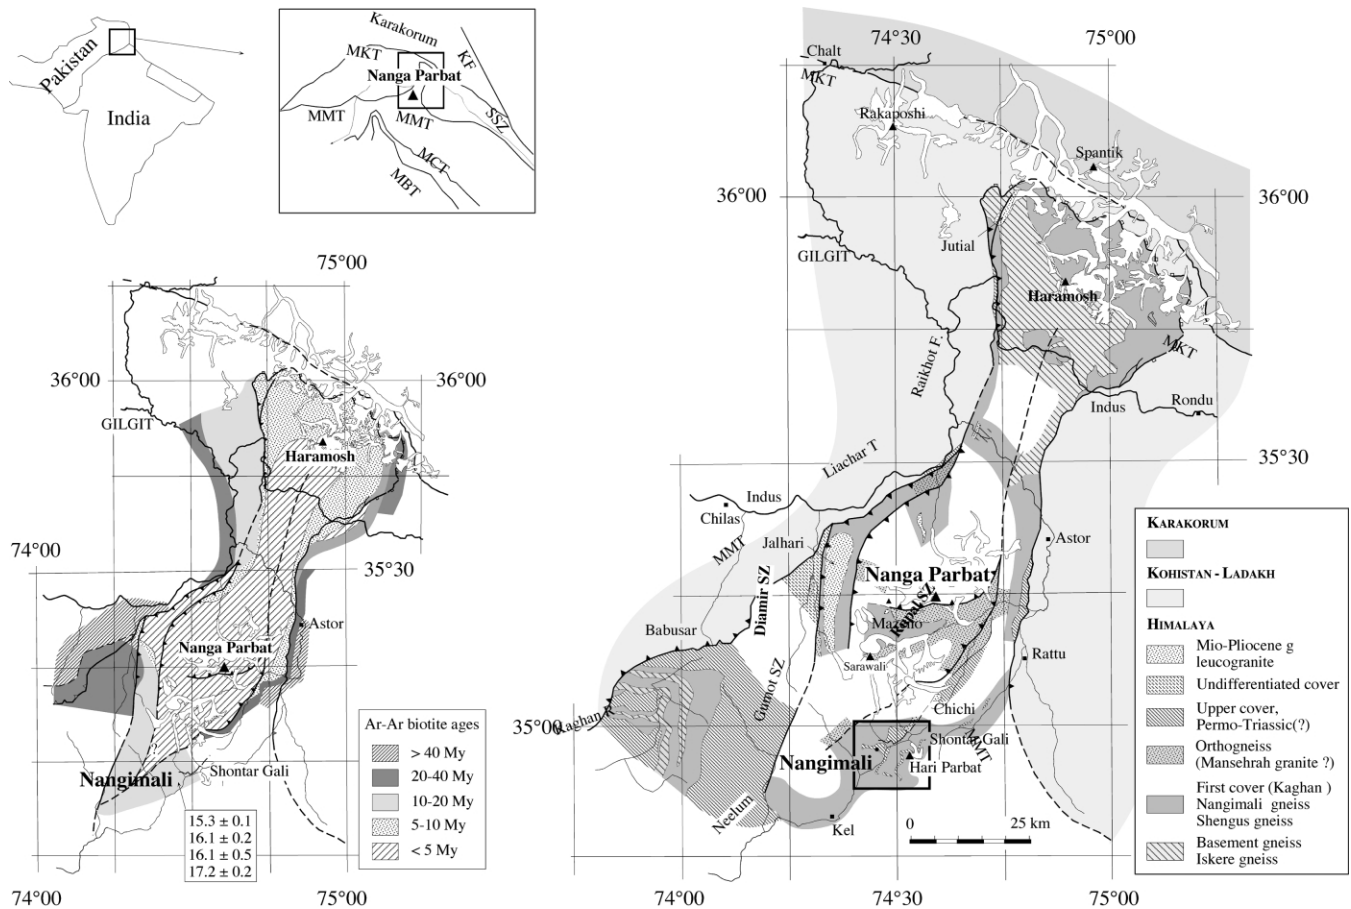 Pakistan
India
Karakorum
MKT
KF
Nanga Parbat
MMT
MMT
SSZ
MCT
MBT
75°00
36°00
36°00
GILGIT
Haramosh
74°00
35°30
Astor
Nanga Parbat
Nangimali
Shontar Gali
15.3 ± 0.1
16.1 ± 0.2
16.1 ± 0.5
17.2 ± 0.2
Ar-Ar biotite ages
> 40 My
20-40 My
10-20 My
5-10 My
< 5 My
74°00
75°00
74°30
75°00
Chalt
MKT
Rakaposhi
Spantik
36°00
36°00
Jutial
GILGIT
Haramosh
Raikhot F.
MKT
Indus
Rondu
Liachar T
35°30
Indus
Chilas
MMT
Jalhari
Astor
Nanga Parbat
Diamir SZ
Rupal SZ
Mazeno
Babusar
Sarawali
Rattu
Gumot SZ
Chichi
35°00
Kaghan R
Shontar Gali
MMT
Nangimali
Hari Parbat
Neelum
Kel
0
25 km
74°00
74°30
75°00
KARAKORUM
KOHISTAN - LADAKH
HIMALAYA
Mio-Pliocene g
leucogranite
Undifferentiated cover
Upper cover,
Permo-Triassic(?)
Orthogneiss
(Mansehrah granite ?)
First cover (Kaghan )
Nangimali gneiss
Shengus gneiss
Basement gneiss
Iskere gneiss